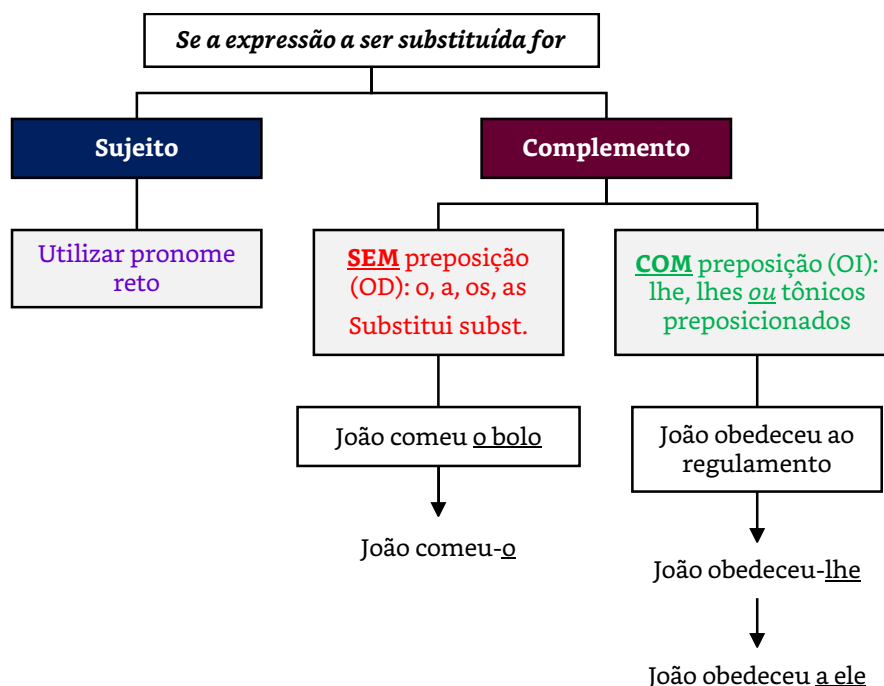 Se a expressão a ser substituída for
Sujeito
Complemento
Utilizar pronome
reto
SEM preposição
(OD): o, a, os, as
Substitui subst.
COM preposição (OI):
lhe, lhes ou tônicos
preposicionados
João comeu o bolo
João obedeceu ao
regulamento
João comeu-o
João obedeceu-lhe
João obedeceu a ele